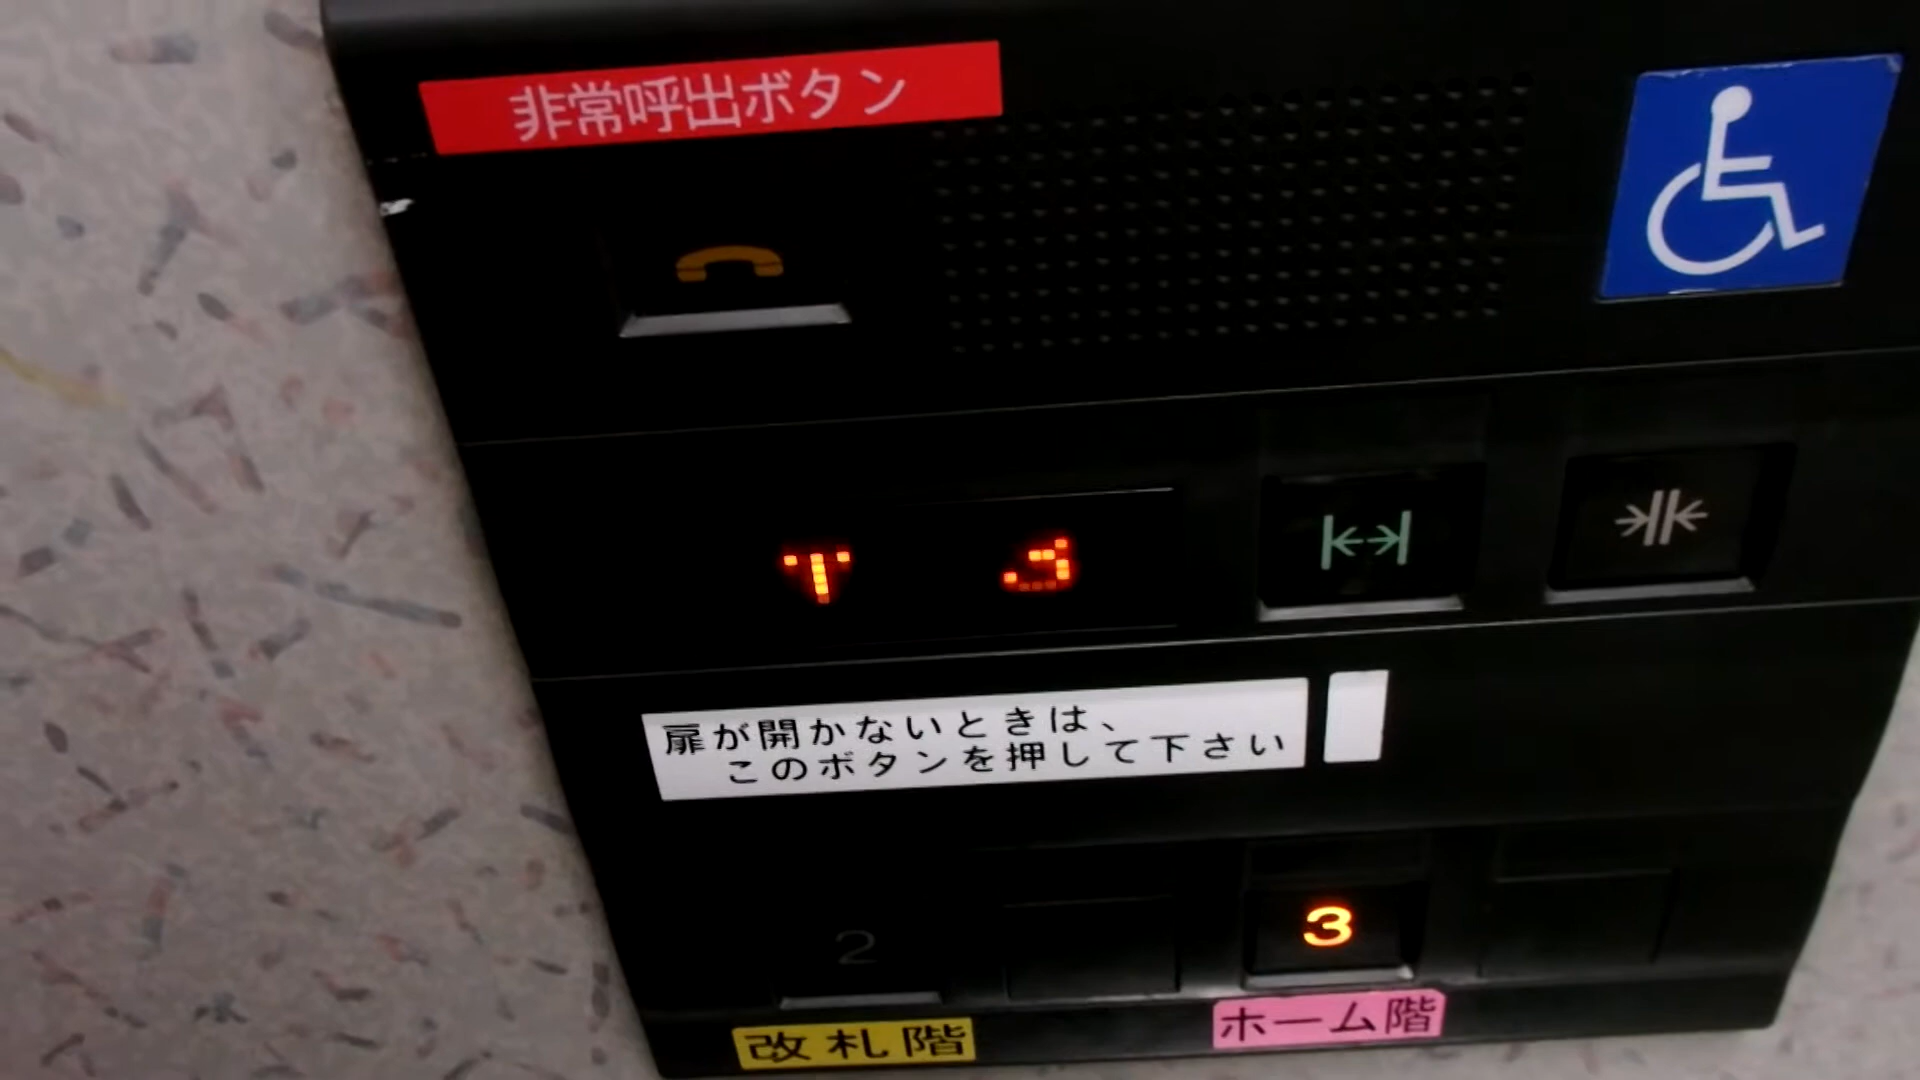 非常呼出ボタン
扉が開かないときは、
このボタンを押して下さい
2
3
改札階
ホーム階